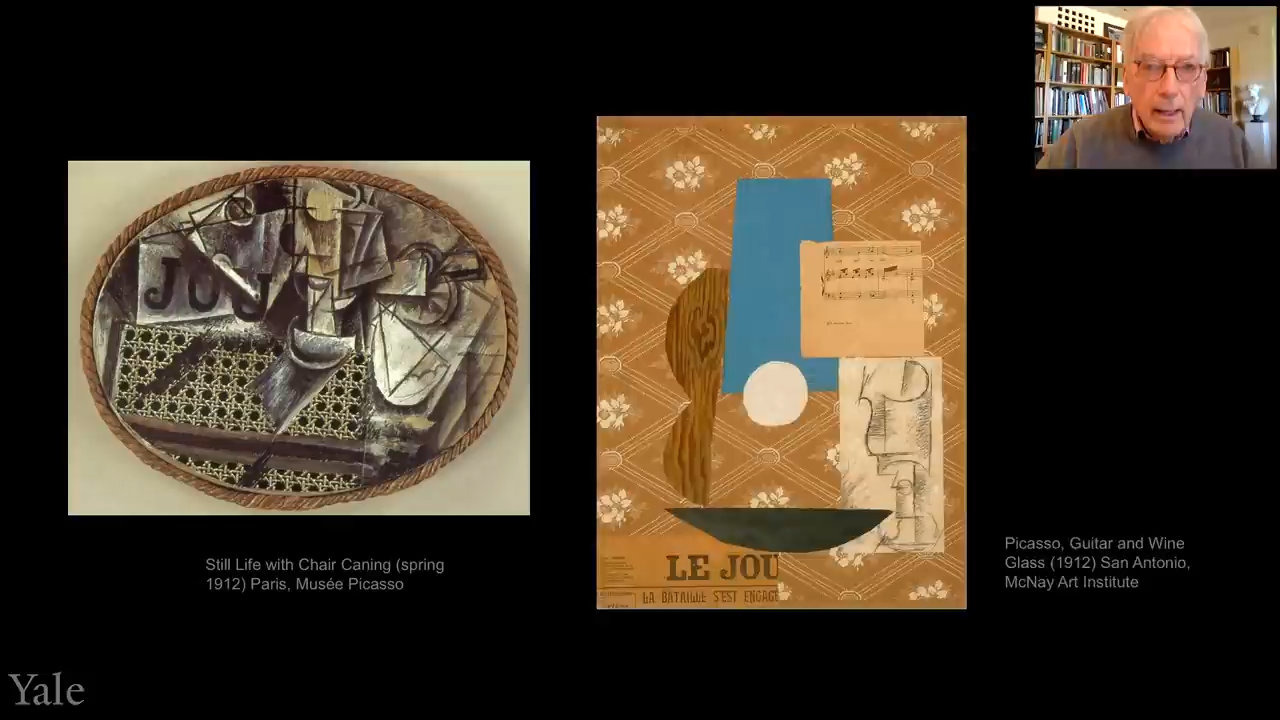 JOU
LE JOU
LA BATAILLE S'EST ENGAGÉ
Still Life with Chair Caning (spring
1912) Paris, Musée Picasso
Picasso, Guitar and Wine
Glass (1912) San Antonio,
McNay Art Institute
Yale